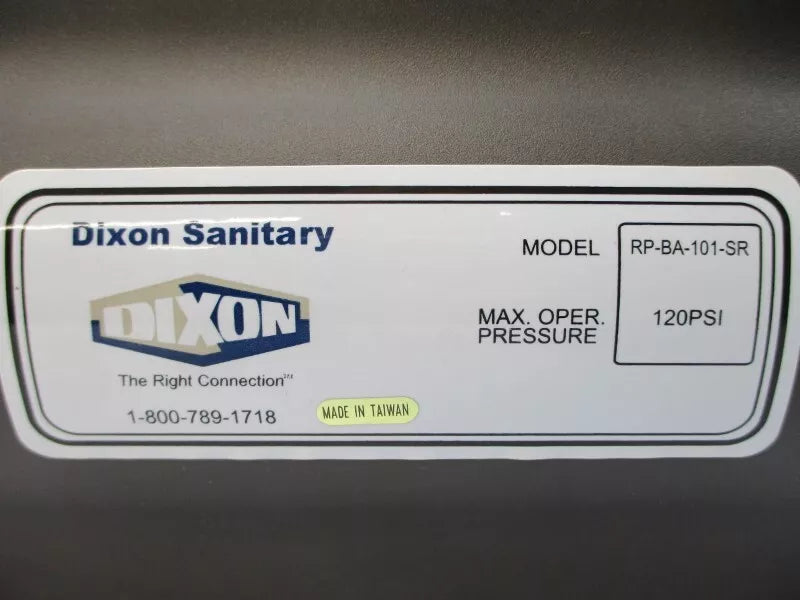 Dixon Sanitary
DIXON
The Right Connection℠
1-800-789-1718
MADE IN TAIWAN
MODEL RP-BA-101-SR
MAX. OPER.
PRESSURE
120PSI